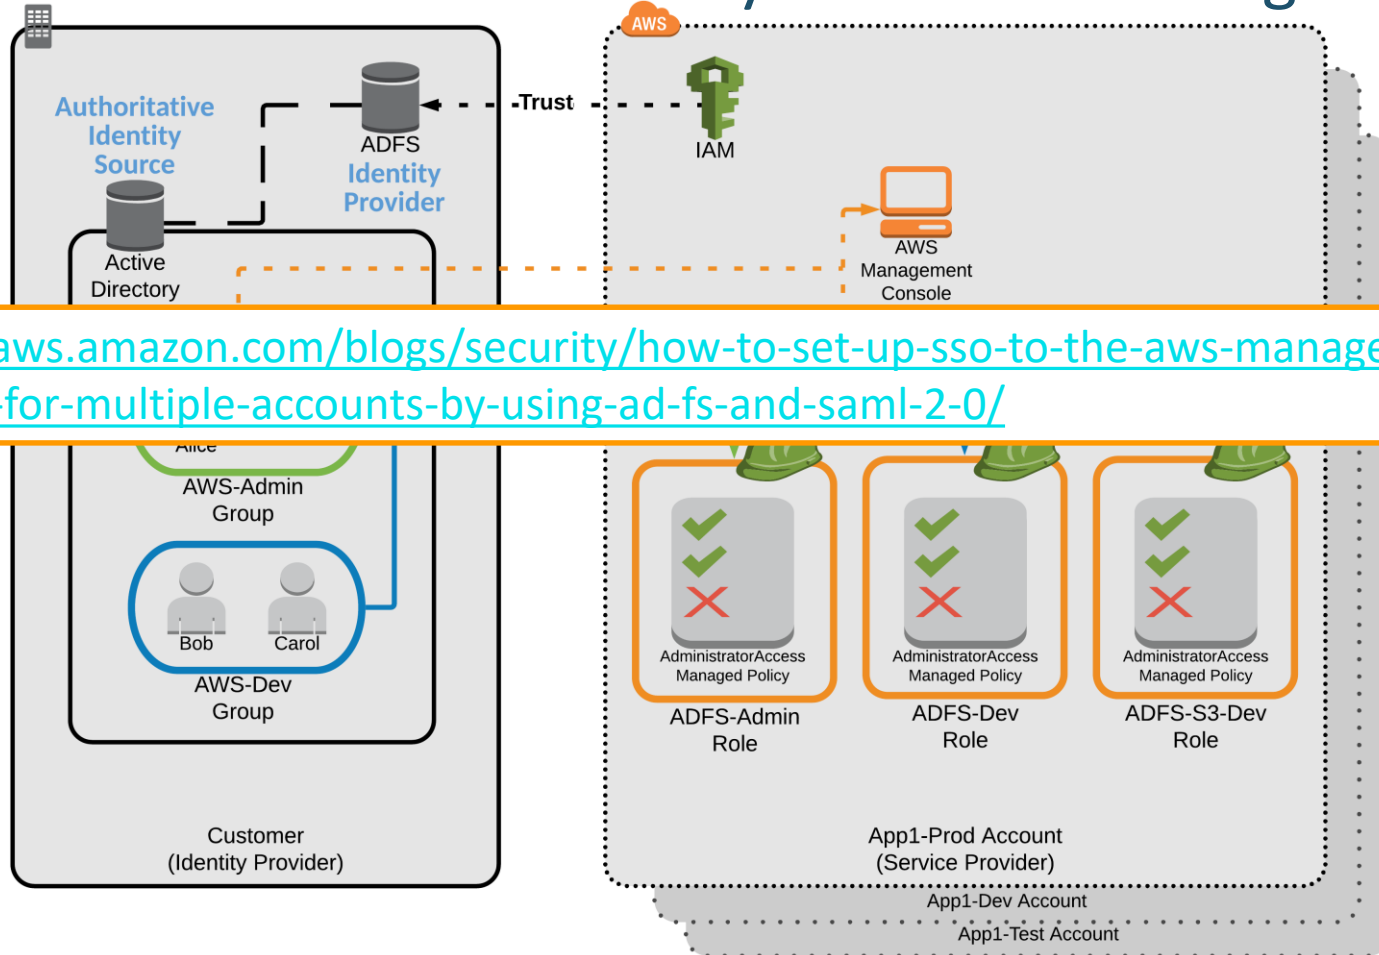 AWS
Authoritative
Identity
Source
ADFS
Identity
Provider
Trust
IAM
Active
Directory
AWS
Management
Console
aws.amazon.com/blogs/security/how-to-set-up-sso-to-the-aws-manage
-for-multiple-accounts-by-using-ad-fs-and-saml-2-0/
Alice
AWS-Admin
Group
Bob
Carol
AWS-Dev
Group
Customer
(Identity Provider)
AdministratorAccess
Managed Policy
ADFS-Admin
Role
AdministratorAccess
Managed Policy
ADFS-Dev
Role
AdministratorAccess
Managed Policy
ADFS-S3-Dev
Role
App1-Prod Account
(Service Provider)
App1-Dev Account
App1-Test Account